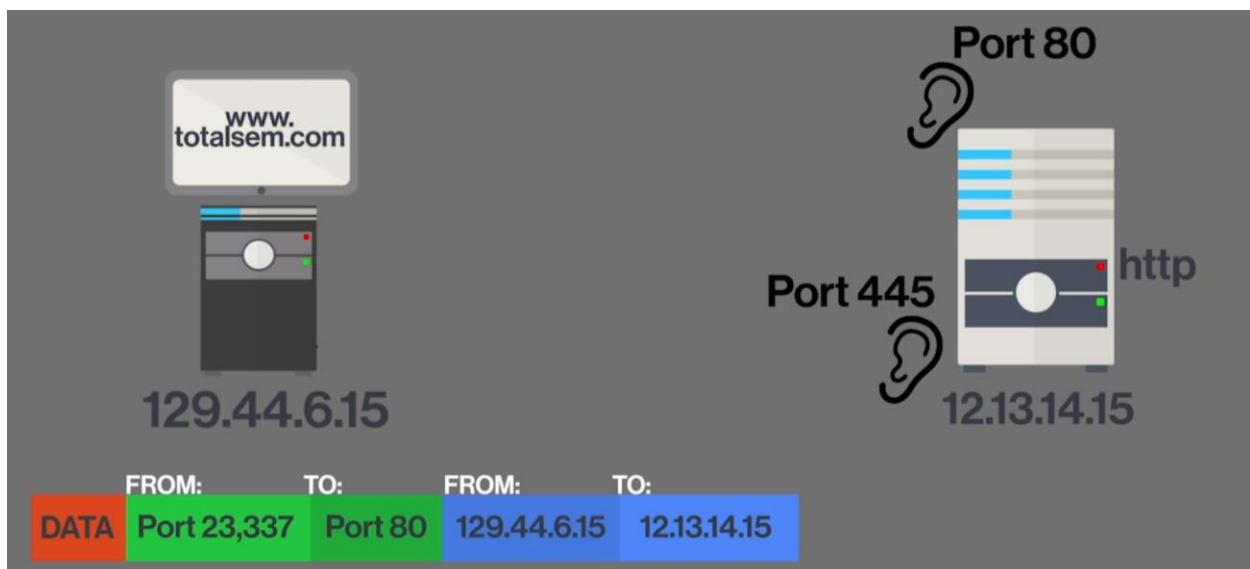 Port 80
www.
totalsem.com
http
Port 445
129.44.6.15
12.13.14.15
FROM: TO: FROM: TO:
DATA Port 23,337 Port 80 129.44.6.15 12.13.14.15